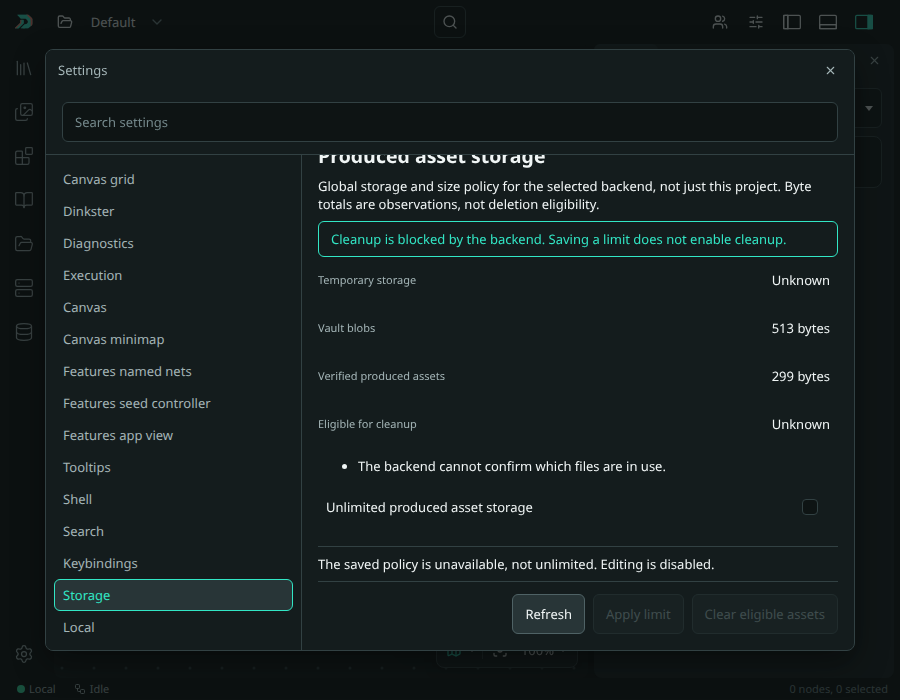 Default
Settings
Search settings
Canvas grid
Dinkster
Diagnostics
Execution
Canvas
Canvas minimap
Features named nets
Features seed controller
Features app view
Tooltips
Shell
Search
Keybindings
Storage
Local
Produced asset storage
Global storage and size policy for the selected backend, not just this project. Byte
totals are observations, not deletion eligibility.
Cleanup is blocked by the backend. Saving a limit does not enable cleanup.
Temporary storage Unknown
Vault blobs 513 bytes
Verified produced assets 299 bytes
Eligible for cleanup Unknown
• The backend cannot confirm which files are in use.
Unlimited produced asset storage
The saved policy is unavailable, not unlimited. Editing is disabled.
Refresh Apply limit Clear eligible assets
100%
Local Idle 0 nodes, 0 selected